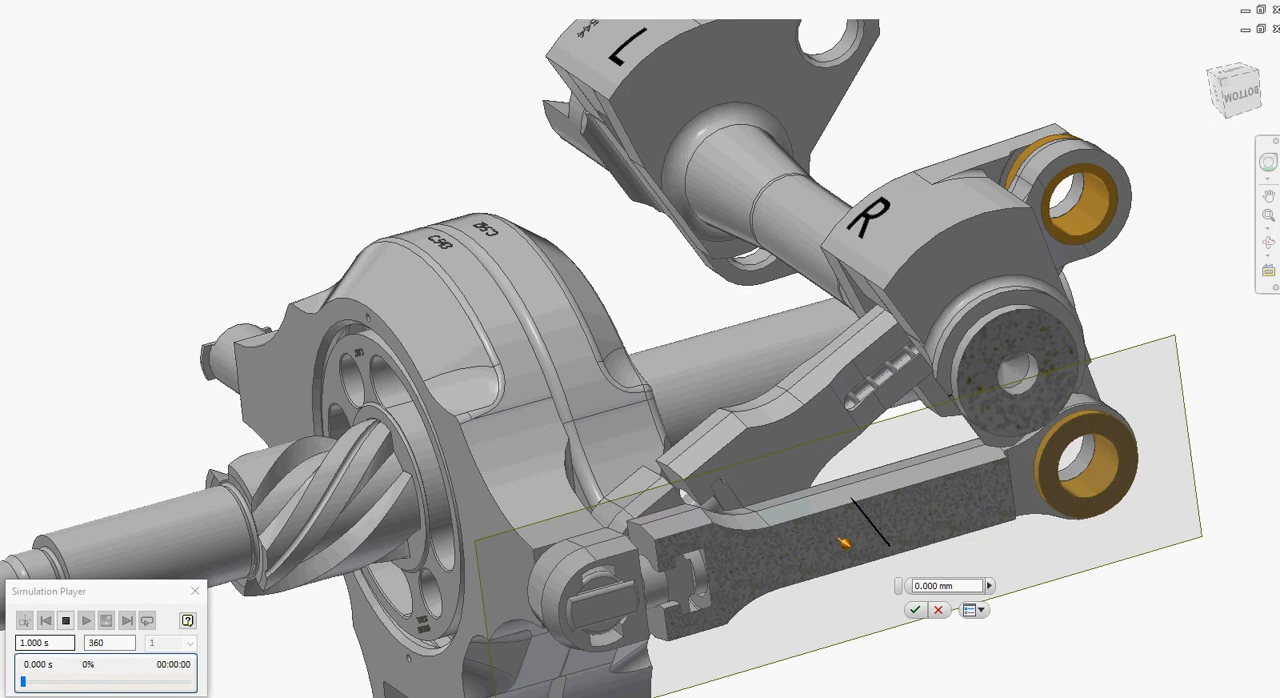 L
R
BOTTOM
Simulation Player
1.000 s
360
1
0.000 s
0%
00:00:00
0.000 mm